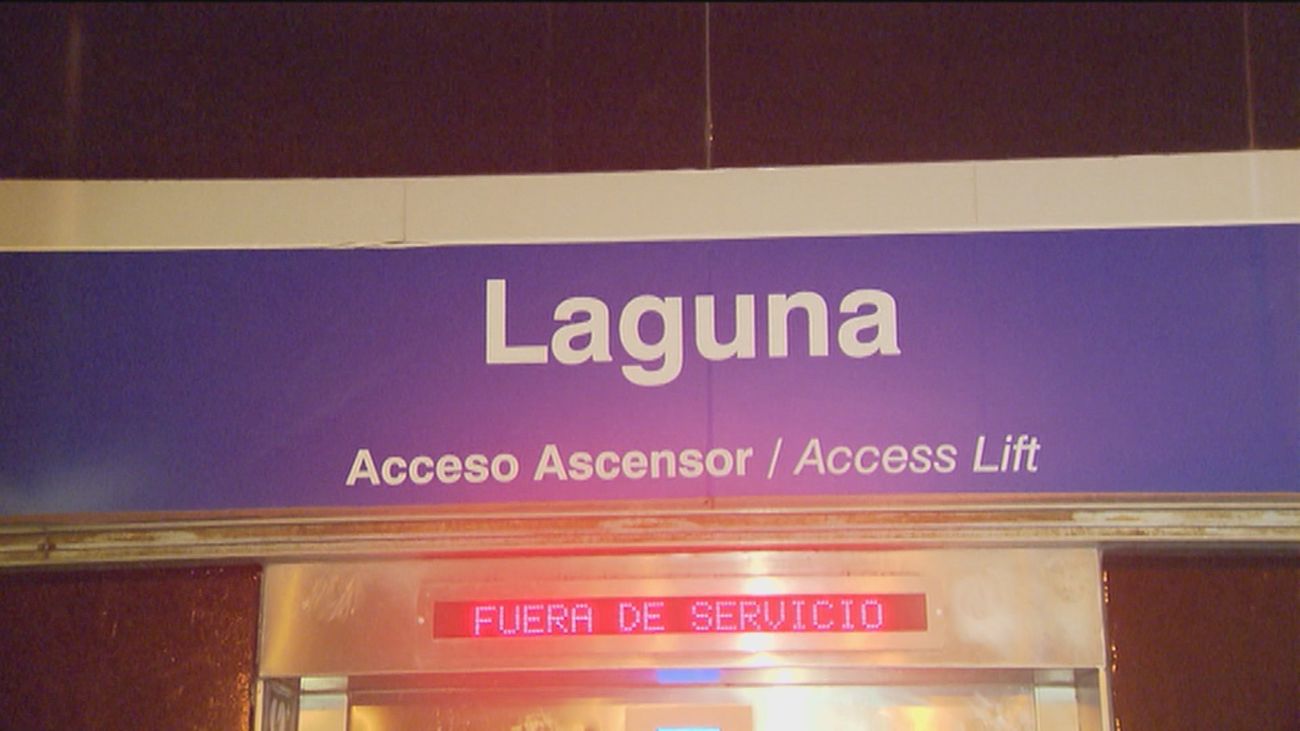 Laguna
Acceso Ascensor / Access Lift
FUERA DE SERVICIO